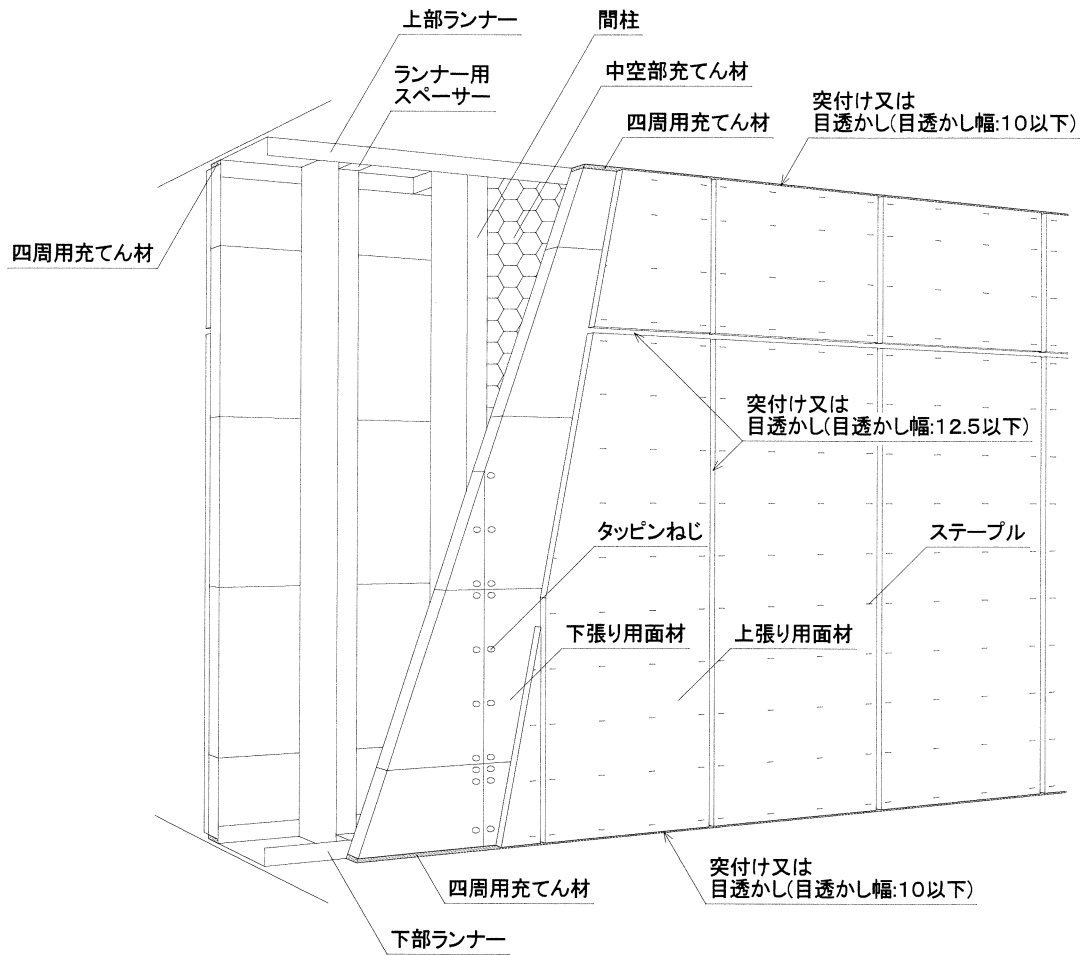 上部ランナー
間柱
ランナー用
スペーサー
中空部充てん材
突付け又は
目透かし(目透かし幅:10以下)
四周用充てん材
四周用充てん材
突付け又は
目透かし(目透かし幅:12.5以下)
タッピンねじ
ステープル
下張り用面材
上張り用面材
突付け又は
目透かし(目透かし幅:10以下)
四周用充てん材
下部ランナー